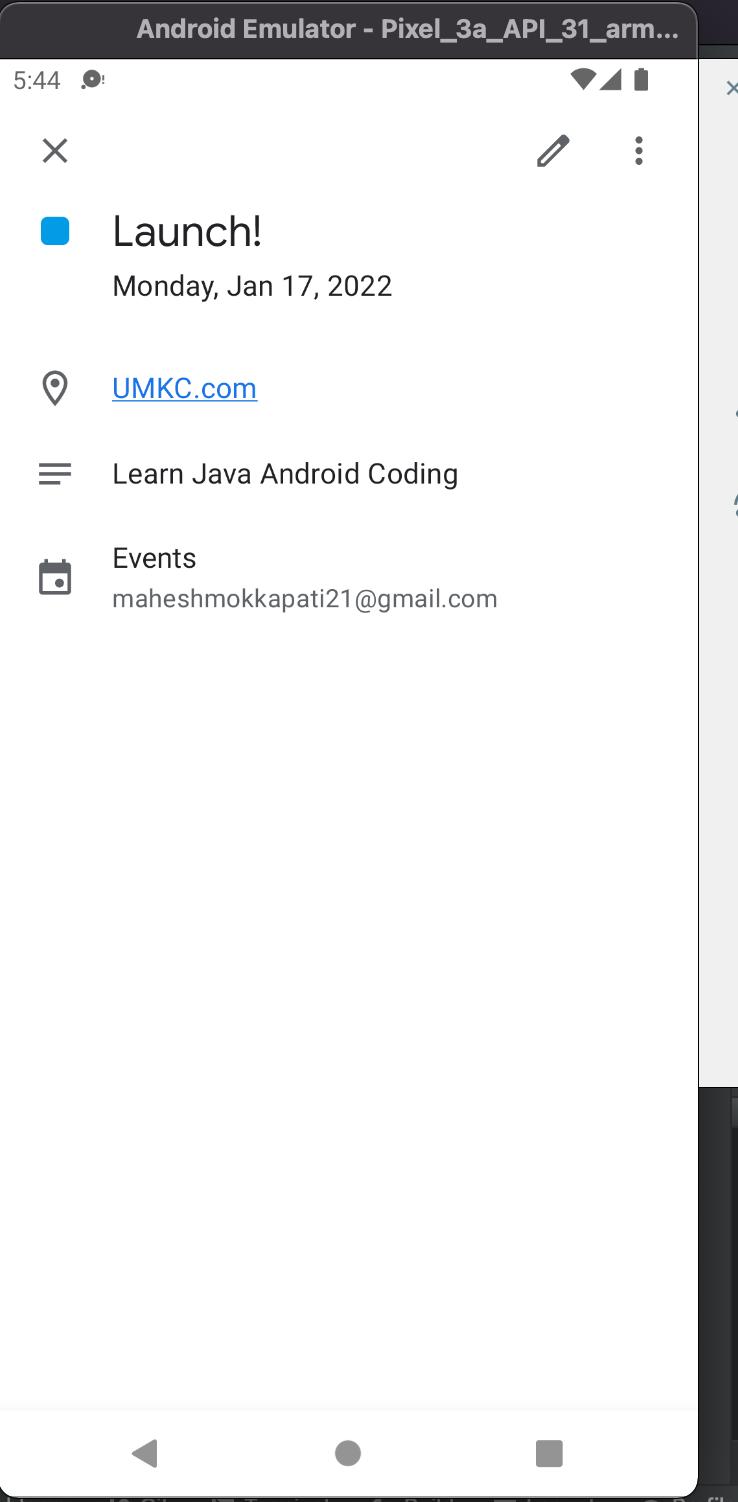 Android Emulator - Pixel_3a_API_31_arm...
5:44
Launch!
Monday, Jan 17, 2022
UMKC.com
Learn Java Android Coding
Events
maheshmokkapati21@gmail.com